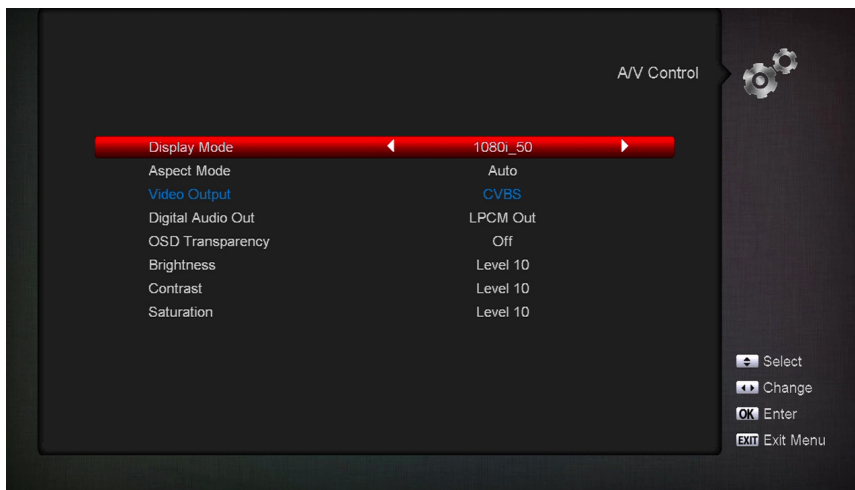 A/V Control
Display Mode 1080i_50
Aspect Mode Auto
Video Output CVBS
Digital Audio Out LPCM Out
OSD Transparency Off
Brightness Level 10
Contrast Level 10
Saturation Level 10
Select
Change
OK Enter
EXIT Exit Menu